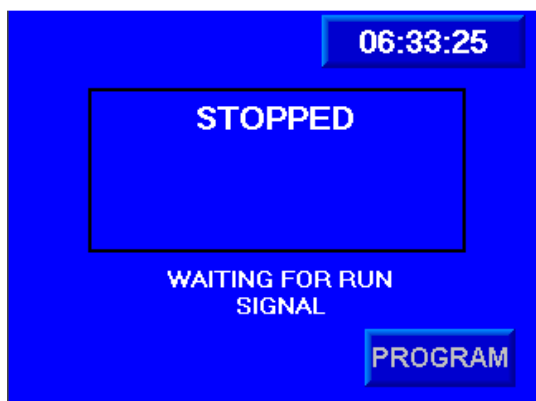 06:33:25
STOPPED
WAITING FOR RUN
SIGNAL
PROGRAM